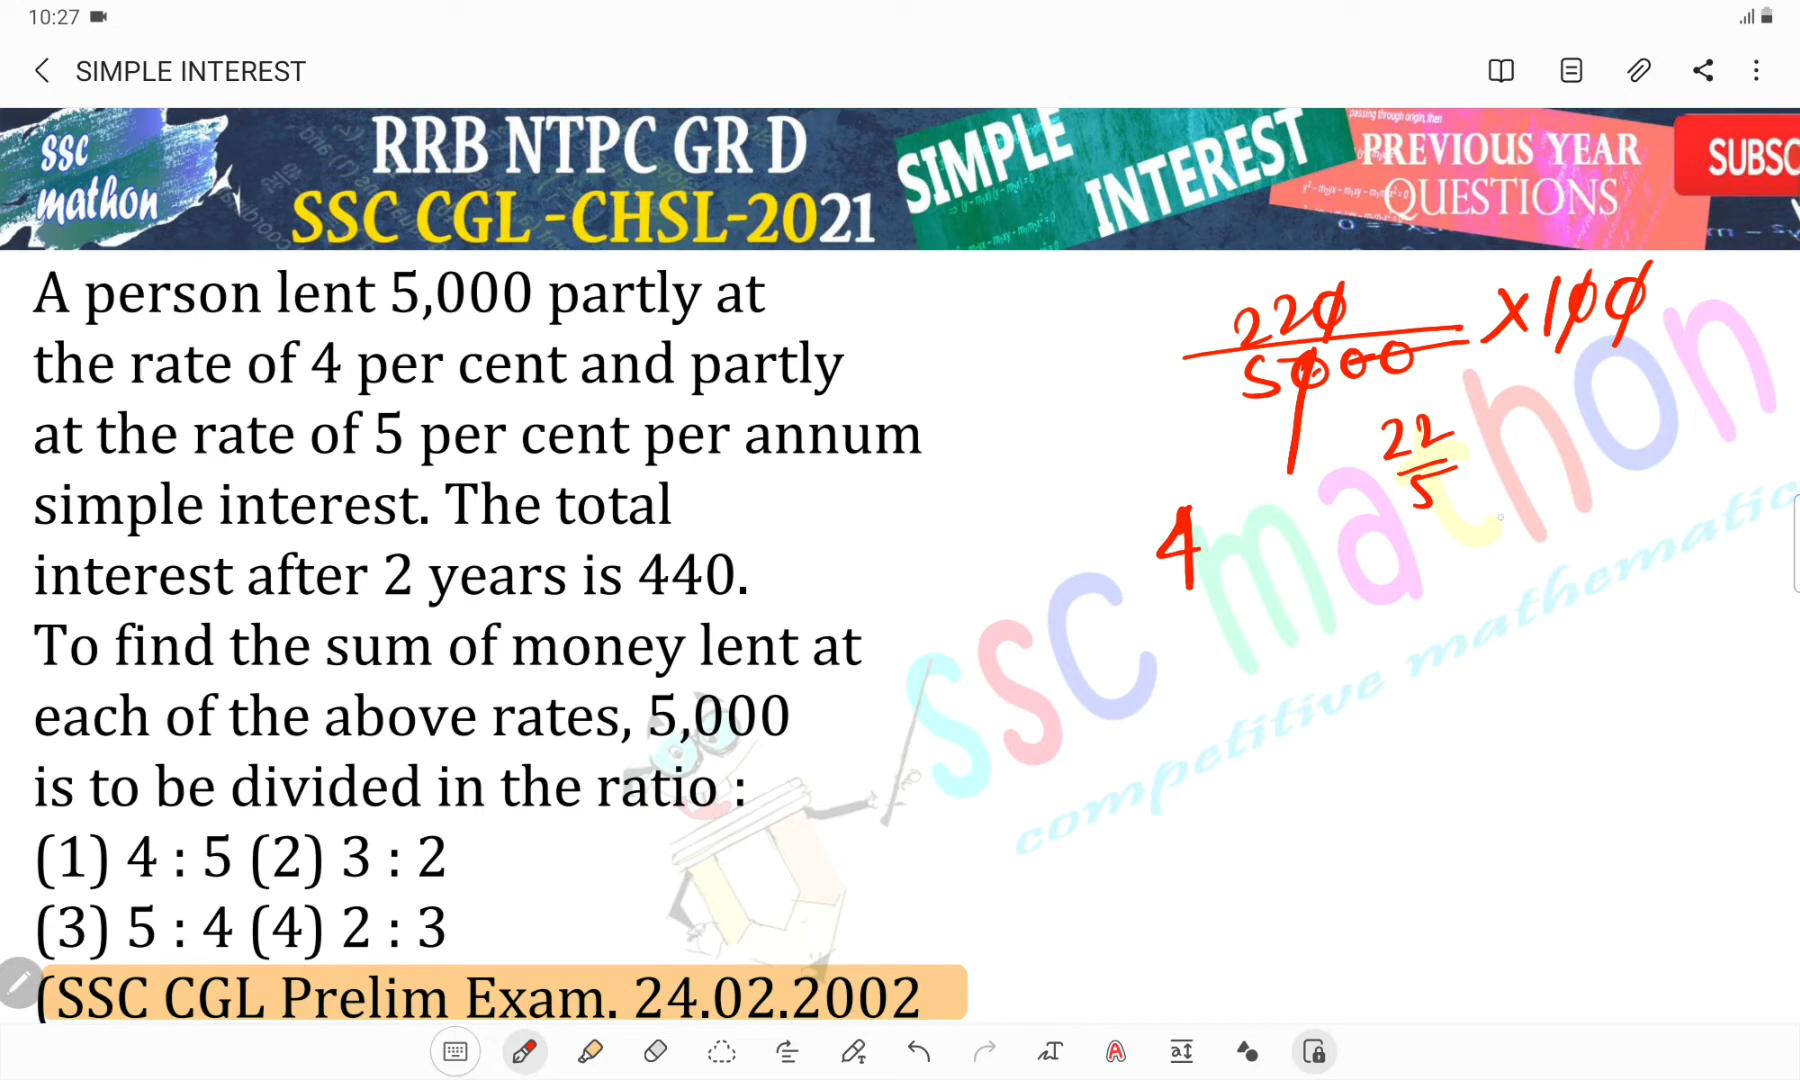 10:27
SIMPLE INTEREST
ssc
mathon
RRB NTPC GR D
SSC CGL -CHSL-2021
SIMPLE
INTEREST
passing through origin, then
PREVIOUS YEAR
QUESTIONS
SUBSC
A person lent 5,000 partly at
the rate of 4 per cent and partly
at the rate of 5 per cent per annum
simple interest. The total
interest after 2 years is 440.
To find the sum of money lent at
each of the above rates, 5,000
is to be divided in the ratio :
(1) 4 : 5 (2) 3 : 2
(3) 5 : 4 (4) 2 : 3
(SSC CGL Prelim Exam. 24.02.2002
220
5000
×100
22
5
4
ssc mathon
competitive mathematic